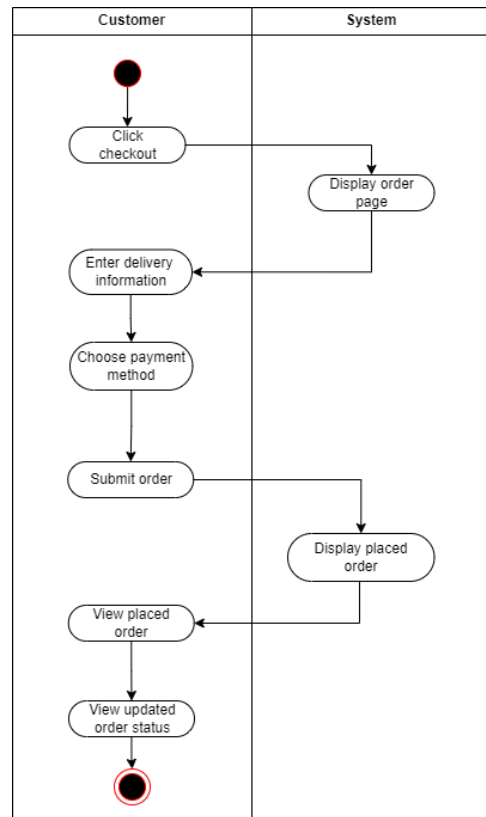 Customer
System
Click
checkout
Display order
page
Enter delivery
information
Choose payment
method
Submit order
Display placed
order
View placed
order
View updated
order status